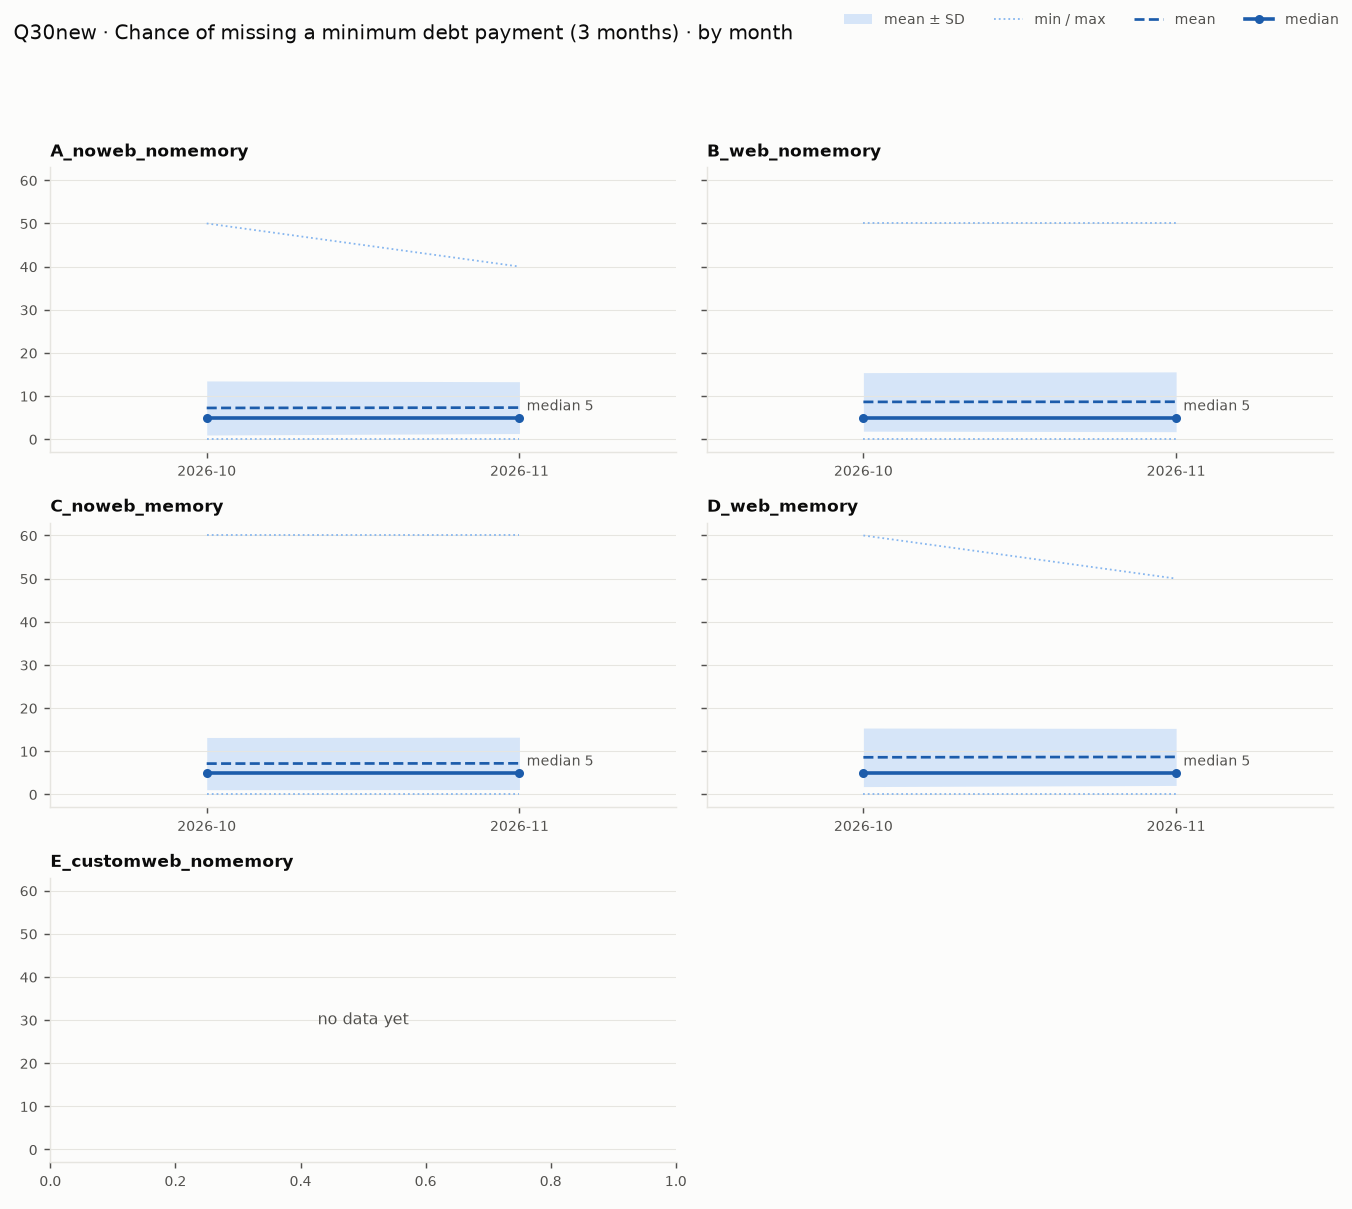 Q30new · Chance of missing a minimum debt payment (3 months) · by month
mean ± SD
min / max
mean
median
A_noweb_nomemory
60
50
40
30
20
10
0
median 5
2026-10
2026-11
B_web_nomemory
median 5
2026-10
2026-11
C_noweb_memory
60
50
40
30
20
10
0
median 5
2026-10
2026-11
D_web_memory
median 5
2026-10
2026-11
E_customweb_nomemory
60
50
40
30
20
10
0
no data yet
0.0 0.2 0.4 0.6 0.8 1.0